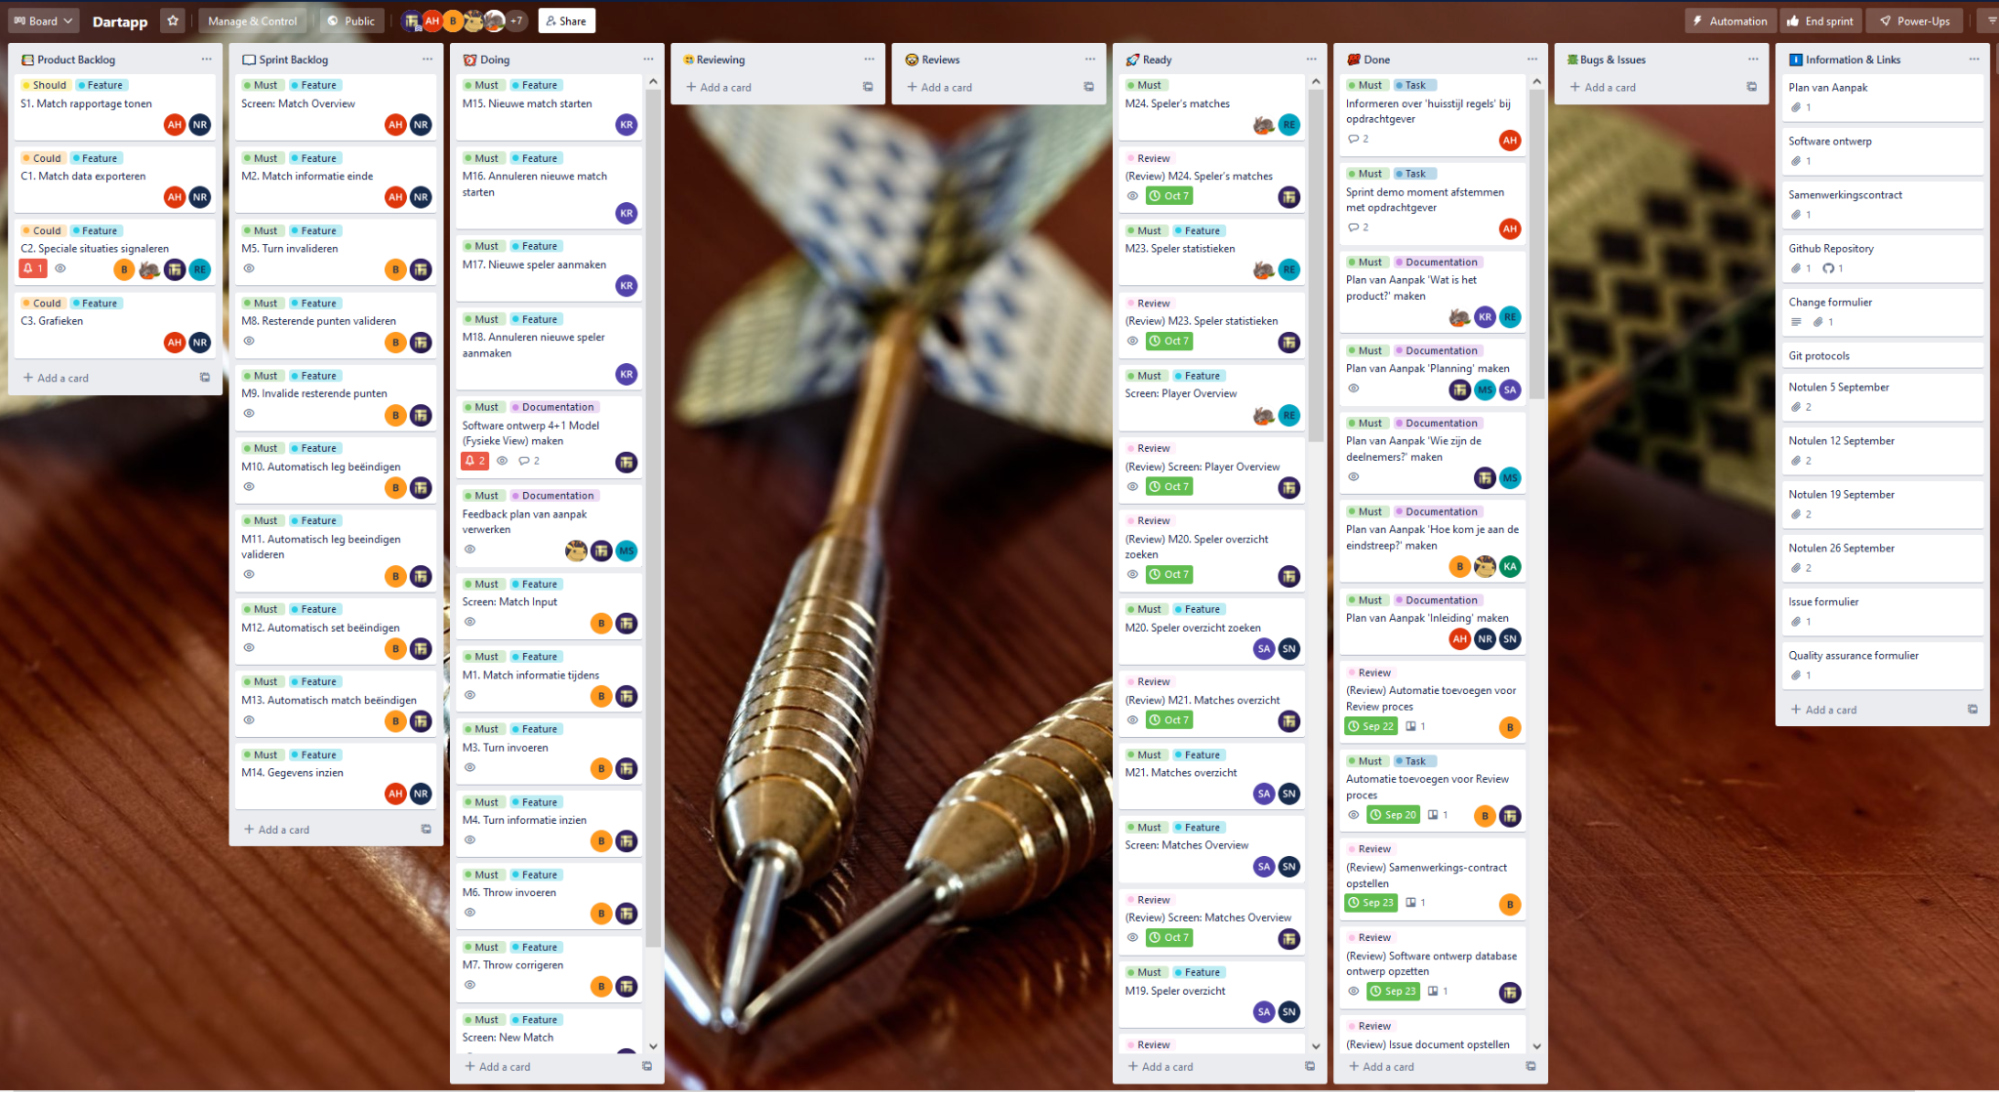 Board
Dartapp
Manage & Control
Public
AH
B
+7
Share
Automation
End sprint
Power-Ups
Product Backlog
Should Feature
S1. Match rapportage tonen
AH NR
Could Feature
C1. Match data exporteren
AH NR
Could Feature
C2. Speciale situaties signaleren
1
B RE
Could Feature
C3. Grafieken
AH NR
+ Add a card
Sprint Backlog
Must Feature
Screen: Match Overview
AH NR
Must Feature
M2. Match informatie einde
AH NR
Must Feature
M5. Turn invalideren
B
Must Feature
M8. Resterende punten valideren
B
Must Feature
M9. Invalide resterende punten
B
Must Feature
M10. Automatisch leg beëindigen
B
Must Feature
M11. Automatisch leg beeindigen
valideren
B
Must Feature
M12. Automatisch set beëindigen
B
Must Feature
M13. Automatisch match beëindigen
B
Must Feature
M14. Gegevens inzien
AH NR
+ Add a card
Doing
Must Feature
M15. Nieuwe match starten
KR
Must Feature
M16. Annuleren nieuwe match
starten
KR
Must Feature
M17. Nieuwe speler aanmaken
KR
Must Feature
M18. Annuleren nieuwe speler
aanmaken
KR
Must Documentation
Software ontwerp 4+1 Model
(Fysieke View) maken
2 2
Must Documentation
Feedback plan van aanpak
verwerken
MS
Must Feature
Screen: Match Input
B
Must Feature
M1. Match informatie tijdens
B
Must Feature
M3. Turn invoeren
B
Must Feature
M4. Turn informatie inzien
B
Must Feature
M6. Throw invoeren
B
Must Feature
M7. Throw corrigeren
B
Must Feature
Screen: New Match
+ Add a card
Reviewing
+ Add a card
Reviews
+ Add a card
Ready
Must
M24. Speler's matches
RE
Review
(Review) M24. Speler's matches
Oct 7
Must Feature
M23. Speler statistieken
RE
Review
(Review) M23. Speler statistieken
Oct 7
Must Feature
Screen: Player Overview
RE
Review
(Review) Screen: Player Overview
Oct 7
Review
(Review) M20. Speler overzicht
zoeken
Oct 7
Must Feature
M20. Speler overzicht zoeken
SA SN
Review
(Review) M21. Matches overzicht
Oct 7
Must Feature
M21. Matches overzicht
SA SN
Must Feature
Screen: Matches Overview
SA SN
Review
(Review) Screen: Matches Overview
Oct 7
Must Feature
M19. Speler overzicht
SA SN
Review
+ Add a card
Done
Must Task
Informeren over 'huisstijl regels' bij
opdrachtgever
2
AH
Must Task
Sprint demo moment afstemmen
met opdrachtgever
2
AH
Must Documentation
Plan van Aanpak 'Wat is het
product?' maken
KR RE
Must Documentation
Plan van Aanpak 'Planning' maken
MS SA
Must Documentation
Plan van Aanpak 'Wie zijn de
deelnemers?' maken
MS
Must Documentation
Plan van Aanpak 'Hoe kom je aan de
eindstreep?' maken
B KA
Must Documentation
Plan van Aanpak 'Inleiding' maken
AH NR SN
Review
(Review) Automatie toevoegen voor
Review proces
Sep 22 1
B
Must Task
Automatie toevoegen voor Review
proces
Sep 20 1
B
Review
(Review) Samenwerkings-contract
opstellen
Sep 23 1
B
Review
(Review) Software ontwerp database
ontwerp opzetten
Sep 23 1
Review
(Review) Issue document opstellen
+ Add a card
Bugs & Issues
+ Add a card
Information & Links
Plan van Aanpak
1
Software ontwerp
1
Samenwerkingscontract
1
Github Repository
1 1
Change formulier
1
Git protocols
Notulen 5 September
2
Notulen 12 September
2
Notulen 19 September
2
Notulen 26 September
2
Issue formulier
1
Quality assurance formulier
1
+ Add a card